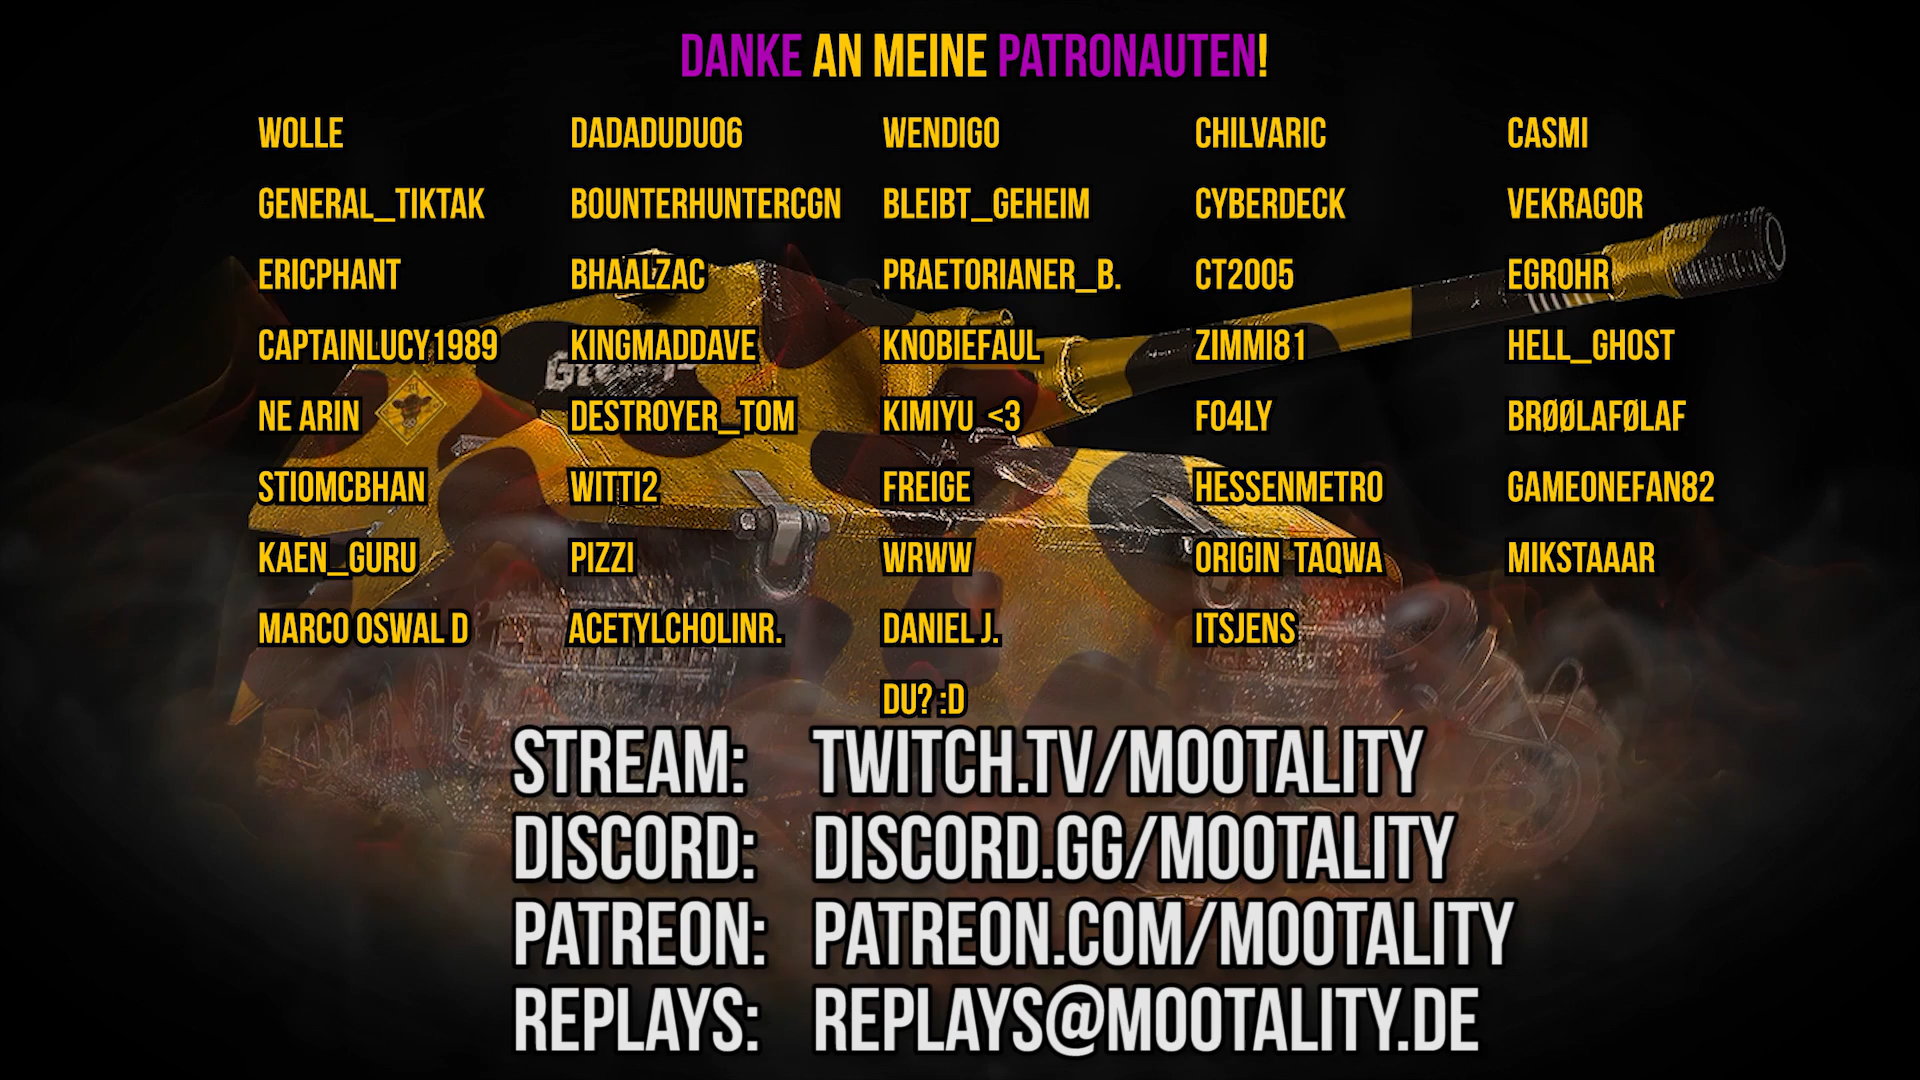 DANKE AN MEINE PATRONAUTEN!
WOLLE DADADUDU06 WENDIGO CHILVARIC CASMI
GENERAL_TIKTAK BOUNTERHUNTERCGN BLEIBT_GEHEIM CYBERDECK VEKRAGOR
ERICPHANT BHAALZAC PRAETORIANER_B. CT2005 EGROHR
CAPTAINLUCY1989 KINGMADDAVE KNOBIEFAUL ZIMMI81 HELL_GHOST
NE ARIN DESTROYER_TOM KIMIYU <3 FO4LY BRØØLAFØLAF
STIOMCBHAN WITTI2 FREIGE HESSENMETRO GAMEONEFAN82
KAEN_GURU PIZZI WRWW ORIGIN TAQWA MIKSTAAAR
MARCO OSWAL D ACETYLCHOLINR. DANIEL J. ITSJENS
DU? :D
STREAM: TWITCH.TV/MOOTALITY
DISCORD: DISCORD.GG/MOOTALITY
PATREON: PATREON.COM/MOOTALITY
REPLAYS: REPLAYS@MOOTALITY.DE